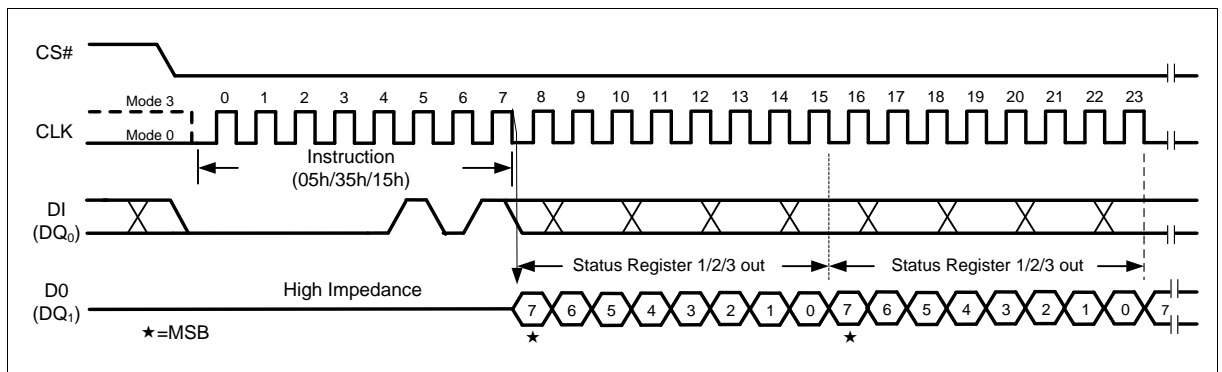 CS#
Mode 3
0 1 2 3 4 5 6 7 8 9 10 11 12 13 14 15 16 17 18 19 20 21 22 23
CLK
Mode 0
Instruction
(05h/35h/15h)
DI
(DQ0)
Status Register 1/2/3 out Status Register 1/2/3 out
D0
(DQ1)
High Impedance
7 6 5 4 3 2 1 0 7 6 5 4 3 2 1 0 7
★=MSB ★ ★